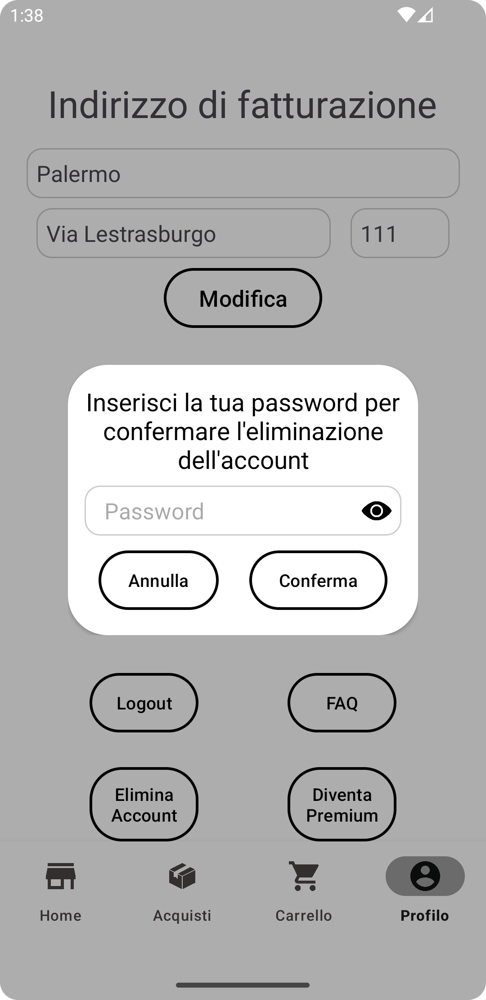 1:38
Indirizzo di fatturazione
Palermo
Via Lestrasburgo
111
Modifica
Inserisci la tua password per
confermare l'eliminazione
dell'account
Password
Annulla
Conferma
Logout
FAQ
Elimina
Account
Diventa
Premium
Home
Acquisti
Carrello
Profilo